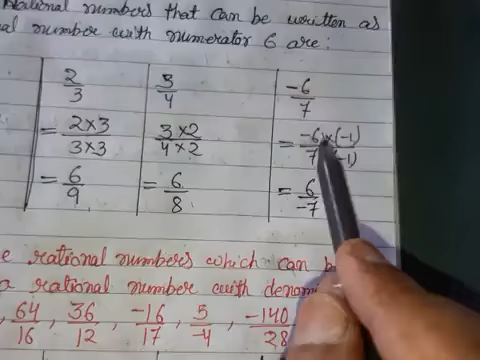 Rational numbers that can be written as
number with numerator 6 are:
2/3 3/4 -6/7
= 2×3/3×3 3×2/4×2 = -6×(-1)/7 (-1)
= 6/9 = 6/8 = 6/-7
rational numbers which can
a rational number with
64/16, 36/12, -16/17, 5/-4, -140/28